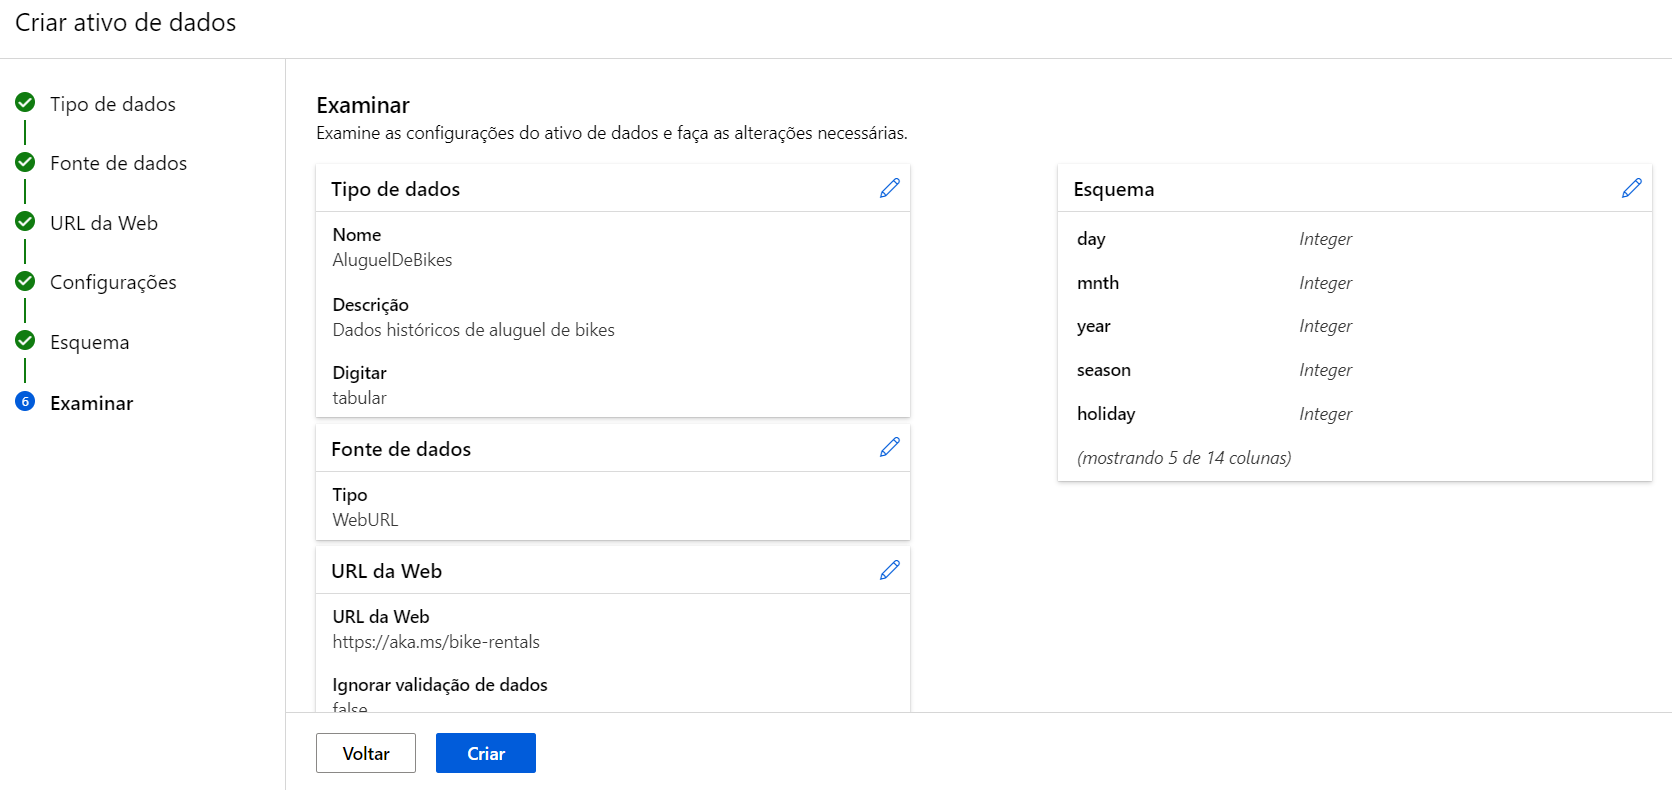 Criar ativo de dados
Tipo de dados
Fonte de dados
URL da Web
Configurações
Esquema
6
Examinar
Examinar
Examine as configurações do ativo de dados e faça as alterações necessárias.
Tipo de dados
Nome
AluguelDeBikes
Descrição
Dados históricos de aluguel de bikes
Digitar
tabular
Fonte de dados
Tipo
WebURL
URL da Web
URL da Web
https://aka.ms/bike-rentals
Ignorar validação de dados
false
Esquema
day Integer
mnth Integer
year Integer
season Integer
holiday Integer
(mostrando 5 de 14 colunas)
Voltar
Criar